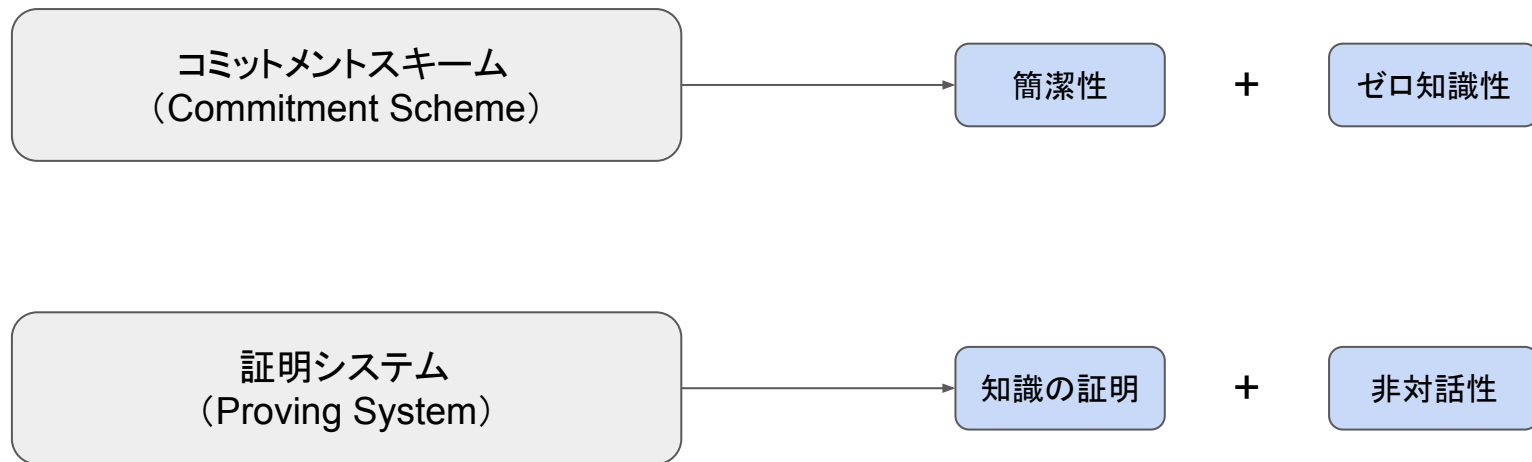 コミットメントスキーム
（Commitment Scheme）
簡潔性
+
ゼロ知識性
証明システム
（Proving System）
知識の証明
+
非対話性